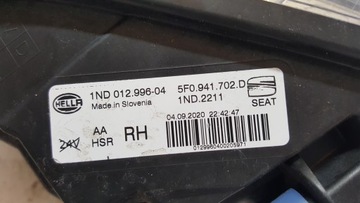 HELLA 1ND 012.996-04 5F0.941.702.D
Made in Slovenia 1ND.2211 SEAT
AA RH 04.09.2020 22:42:47
HSR
0129960400205971